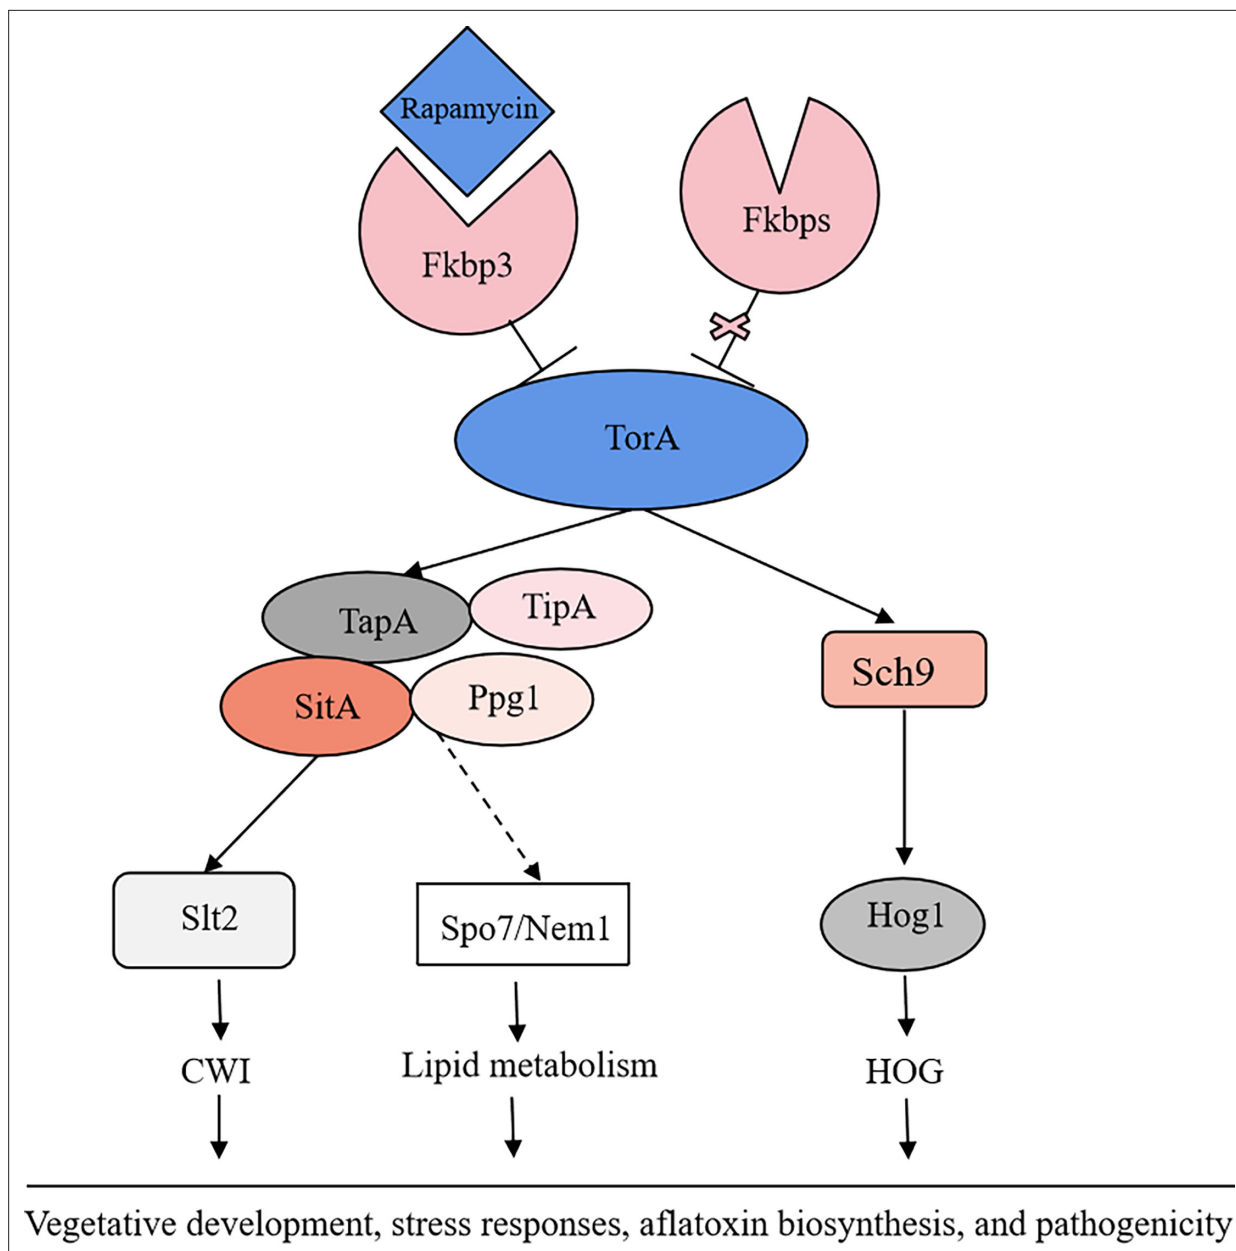 Rapamycin
Fkbp3
Fkbps
TorA
TapA
TipA
SitA
Ppg1
Sch9
Slt2
Spo7/Nem1
Hog1
CWI
Lipid metabolism
HOG
Vegetative development, stress responses, aflatoxin biosynthesis, and pathogenicity